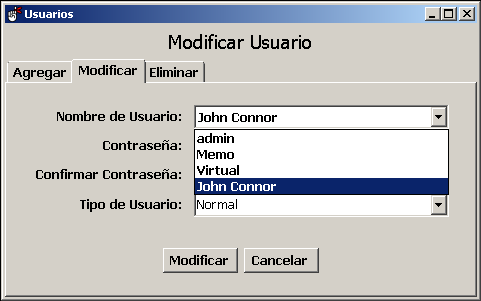 Usuarios
Modificar Usuario
Agregar Modificar Eliminar
Nombre de Usuario: John Connor
admin
Contraseña:
Memo
Virtual
Confirmar Contraseña:
John Connor
Tipo de Usuario: Normal
Modificar Cancelar